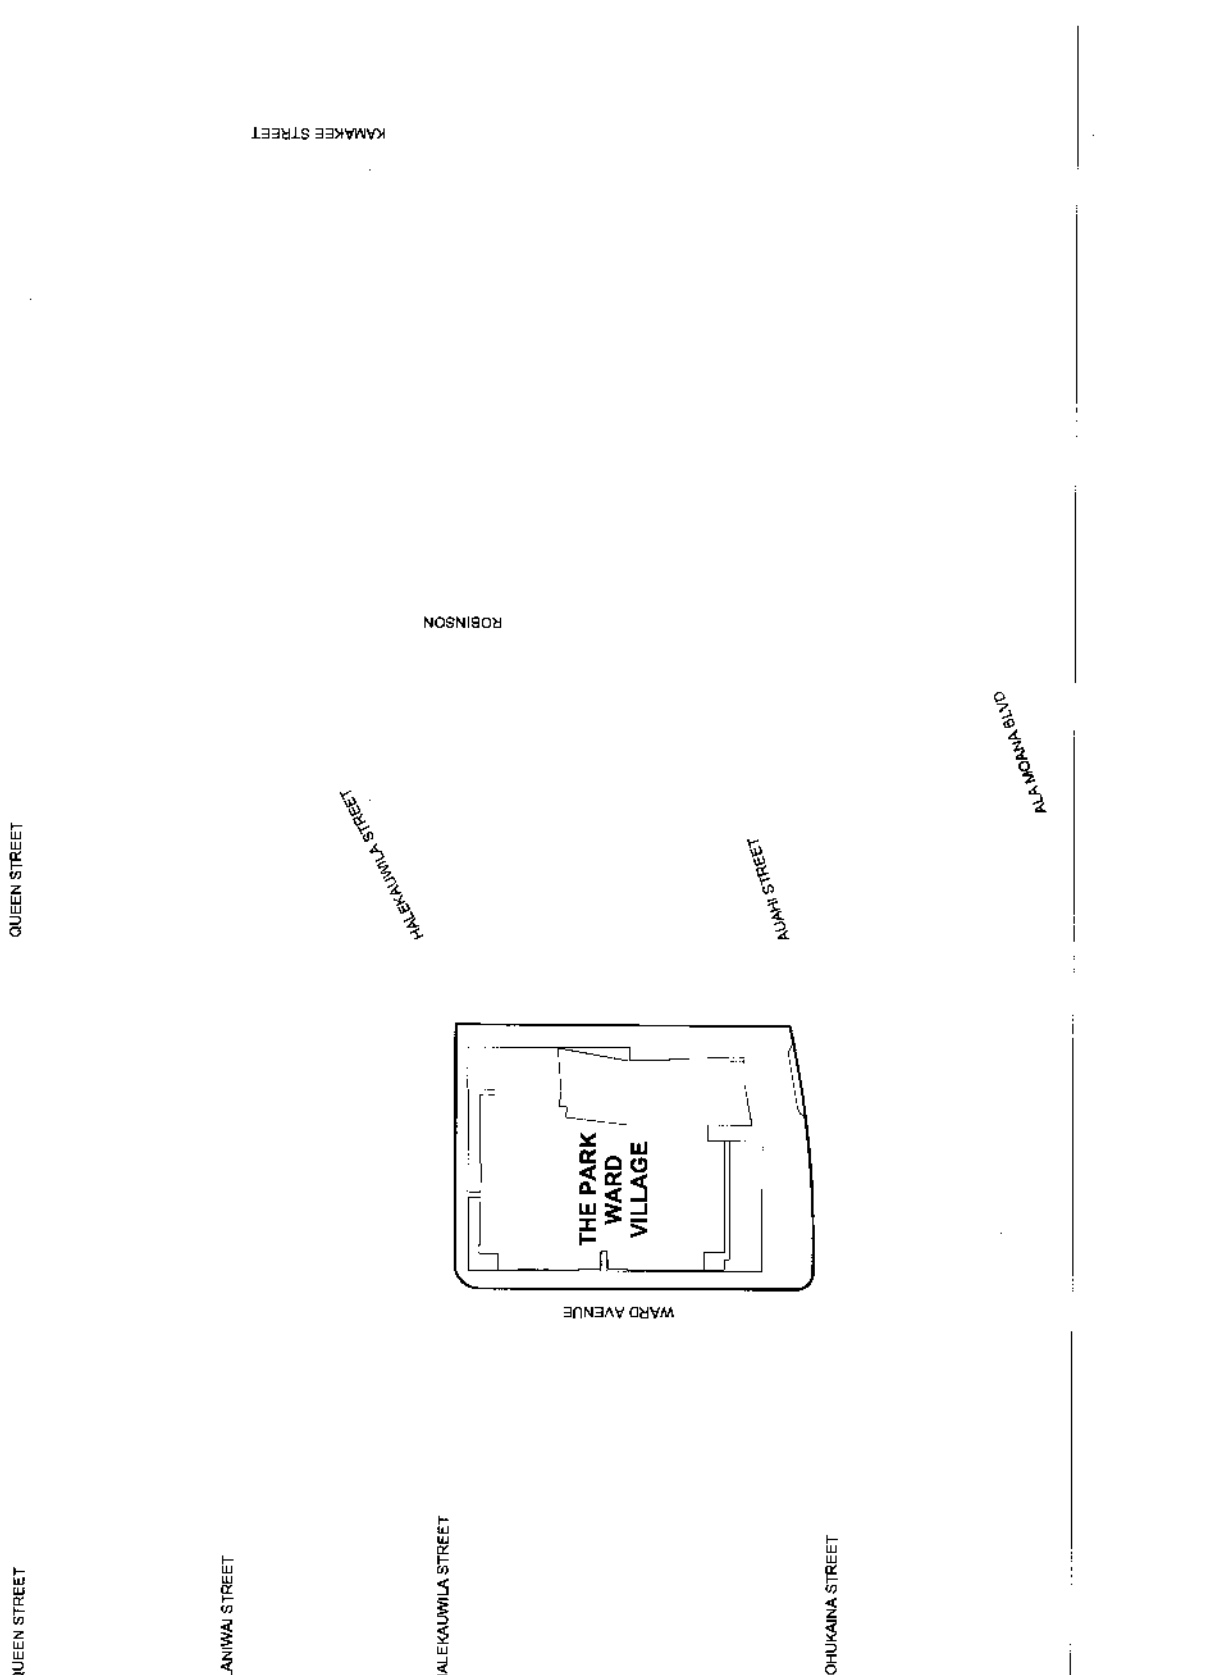 KAMAKEE STREET
ROBINSON
ALA MOANA BLVD
HALEKAUWILA STREET
QUEEN STREET
AUAHI STREET
THE PARK
WARD
VILLAGE
WARD AVENUE
ALEKAUWILA STREET
OHUKAINA STREET
ANIWAI STREET
QUEEN STREET